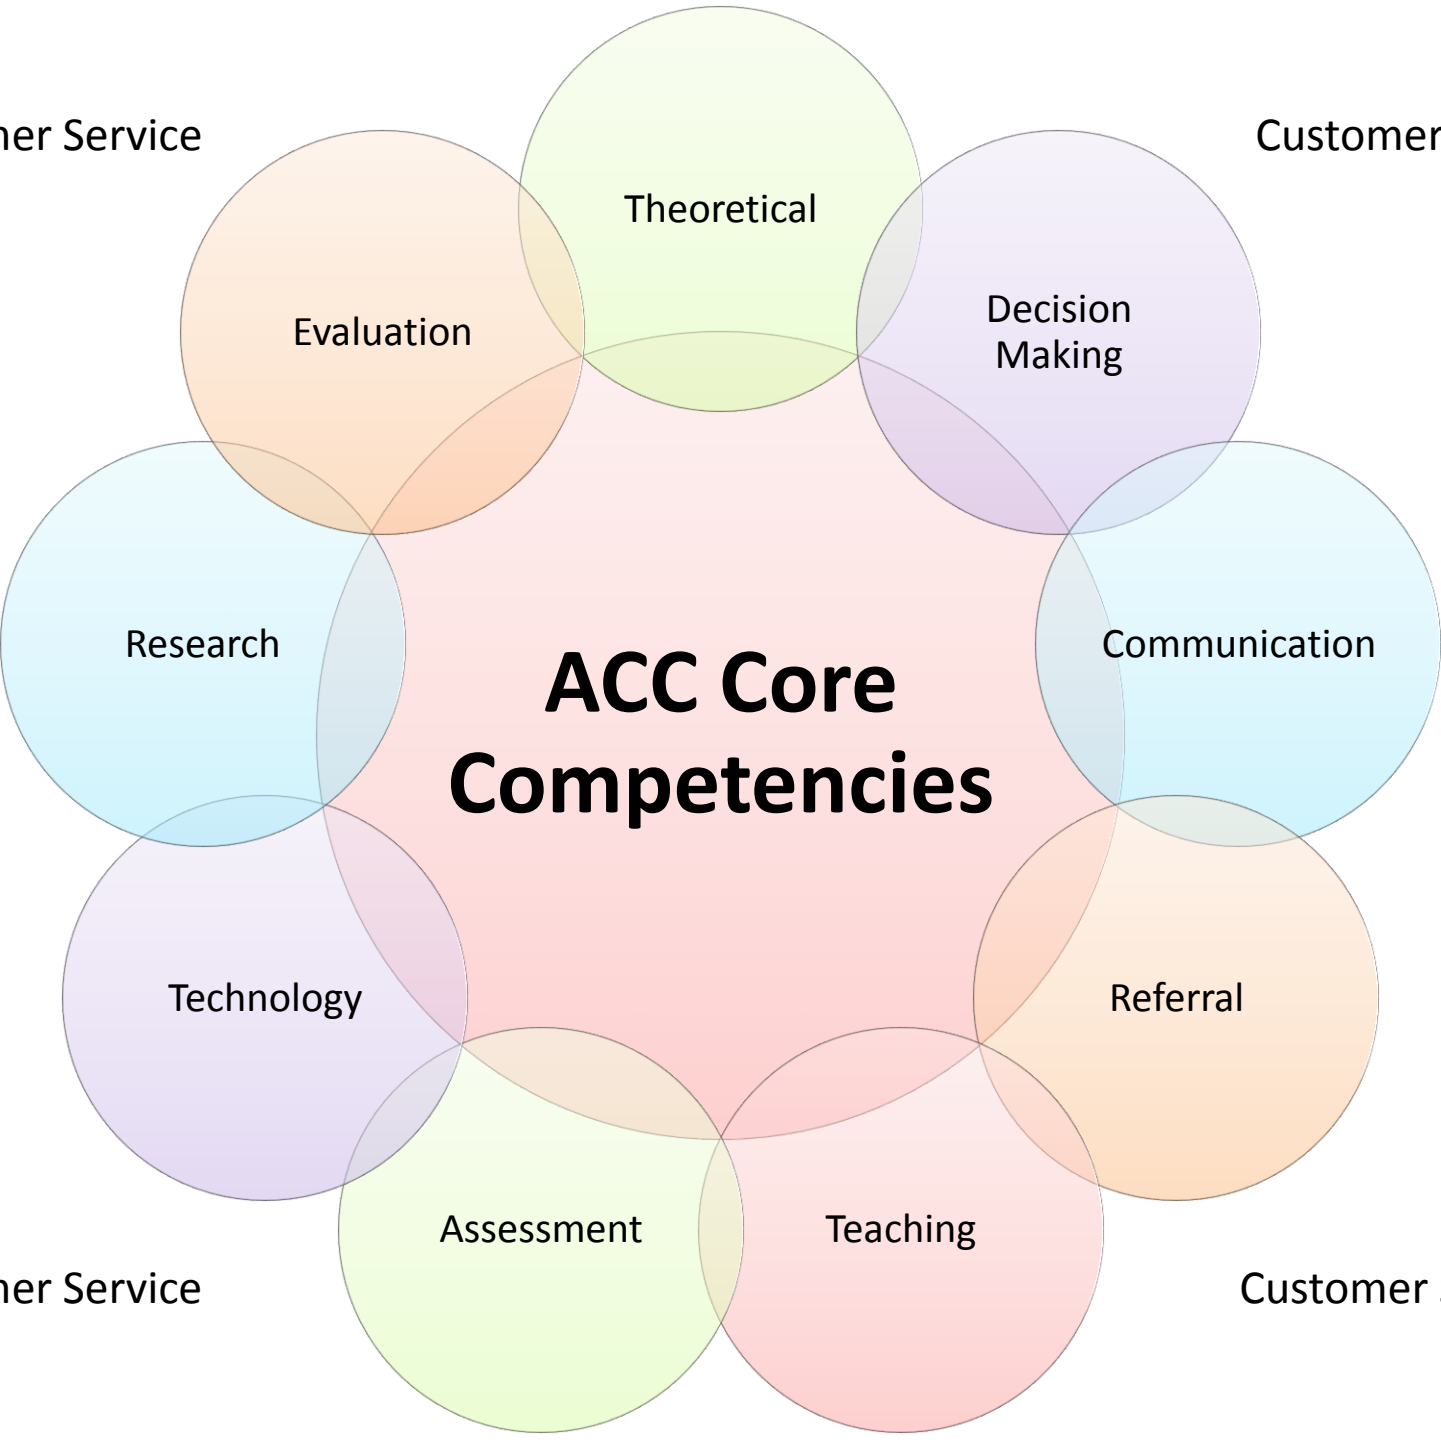 ner Service
Customer
Theoretical
Evaluation
Decision
Making
Research
Communication
ACC Core
Competencies
Technology
Referral
Assessment
Teaching
ner Service
Customer